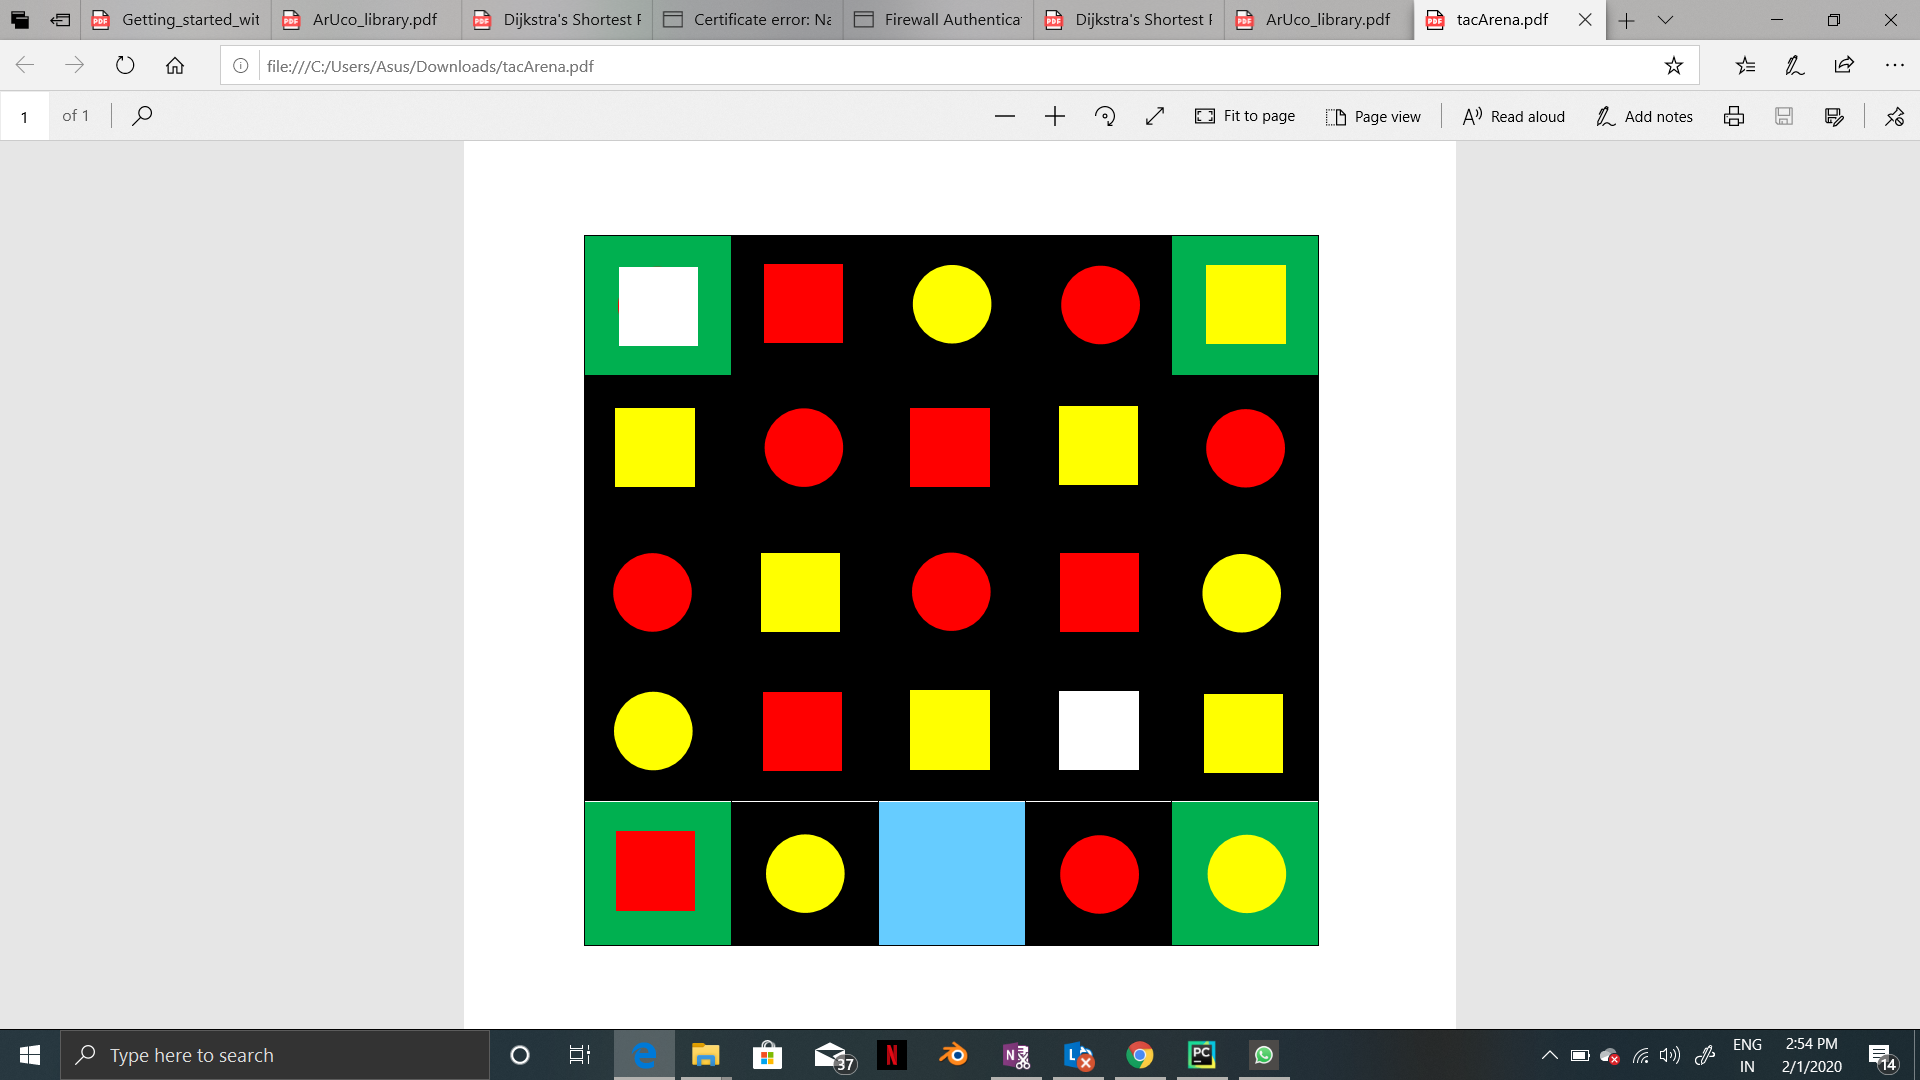 Getting_started_wit
ArUco_library.pdf
Dijkstra's Shortest P
Certificate error: Na
Firewall Authentica
Dijkstra's Shortest P
ArUco_library.pdf
tacArena.pdf
file:///C:/Users/Asus/Downloads/tacArena.pdf
1 of 1
Fit to page
Page view
Read aloud
Add notes
Type here to search
37
N
PC
ENG
IN
2:54 PM
2/1/2020
14